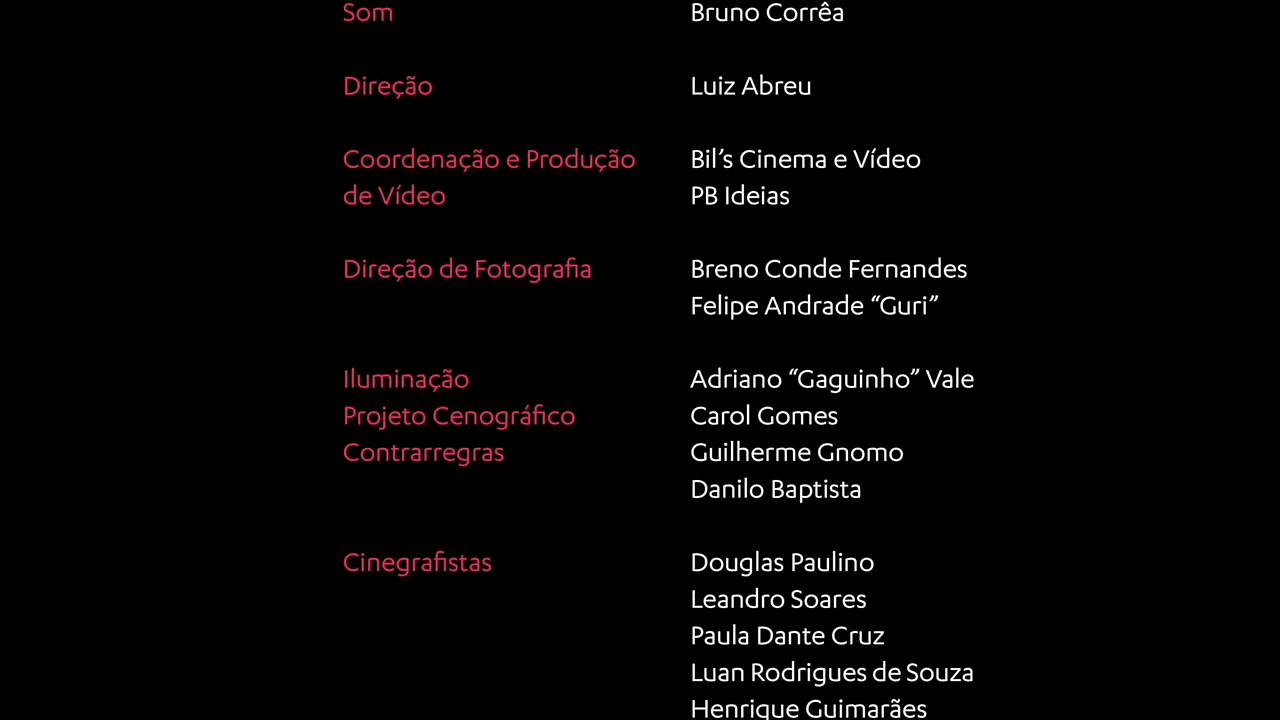 Som Bruno Corrêa
Direção Luiz Abreu
Coordenação e Produção Bil’s Cinema e Vídeo
de Vídeo PB Ideias
Direção de Fotografia Breno Conde Fernandes
Felipe Andrade “Guri”
Iluminação Adriano “Gaguinho” Vale
Projeto Cenográfico Carol Gomes
Contrarregras Guilherme Gnomo
Danilo Baptista
Cinegrafistas Douglas Paulino
Leandro Soares
Paula Dante Cruz
Luan Rodrigues de Souza
Henrique Guimarães